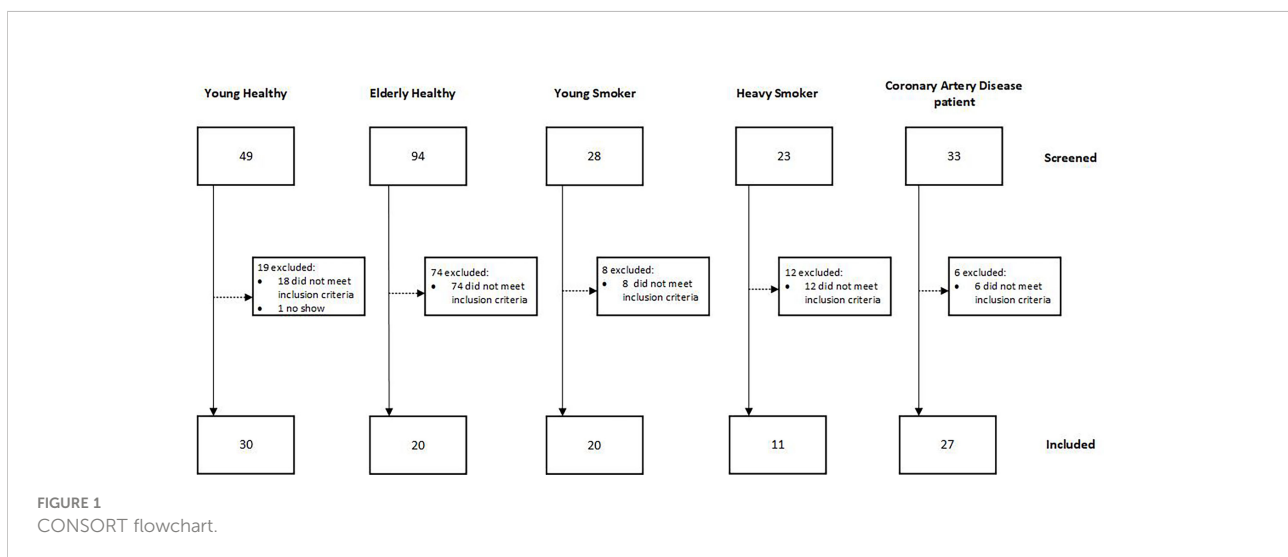 Young Healthy
Elderly Healthy
Young Smoker
Heavy Smoker
Coronary Artery Disease
patient
49
94
28
23
33
Screened
19 excluded:
• 18 did not meet
inclusion criteria
• 1 no show
74 excluded:
• 74 did not meet
inclusion criteria
8 excluded:
• 8 did not meet
inclusion criteria
12 excluded:
• 12 did not meet
inclusion criteria
6 excluded:
• 6 did not meet
inclusion criteria
30
20
20
11
27
Included
FIGURE 1
CONSORT flowchart.